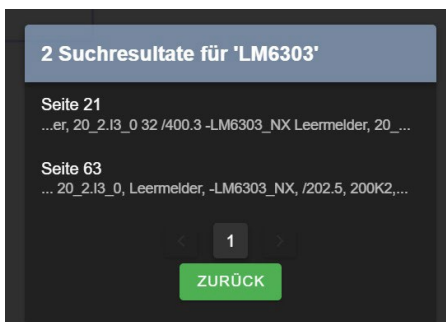 2 Suchresultate für 'LM6303'
Seite 21
...er, 20_2.I3_0 32 /400.3 -LM6303_NX Leermelder, 20_...
Seite 63
... 20_2.I3_0, Leermelder, -LM6303_NX, /202.5, 200K2,...
1
ZURÜCK